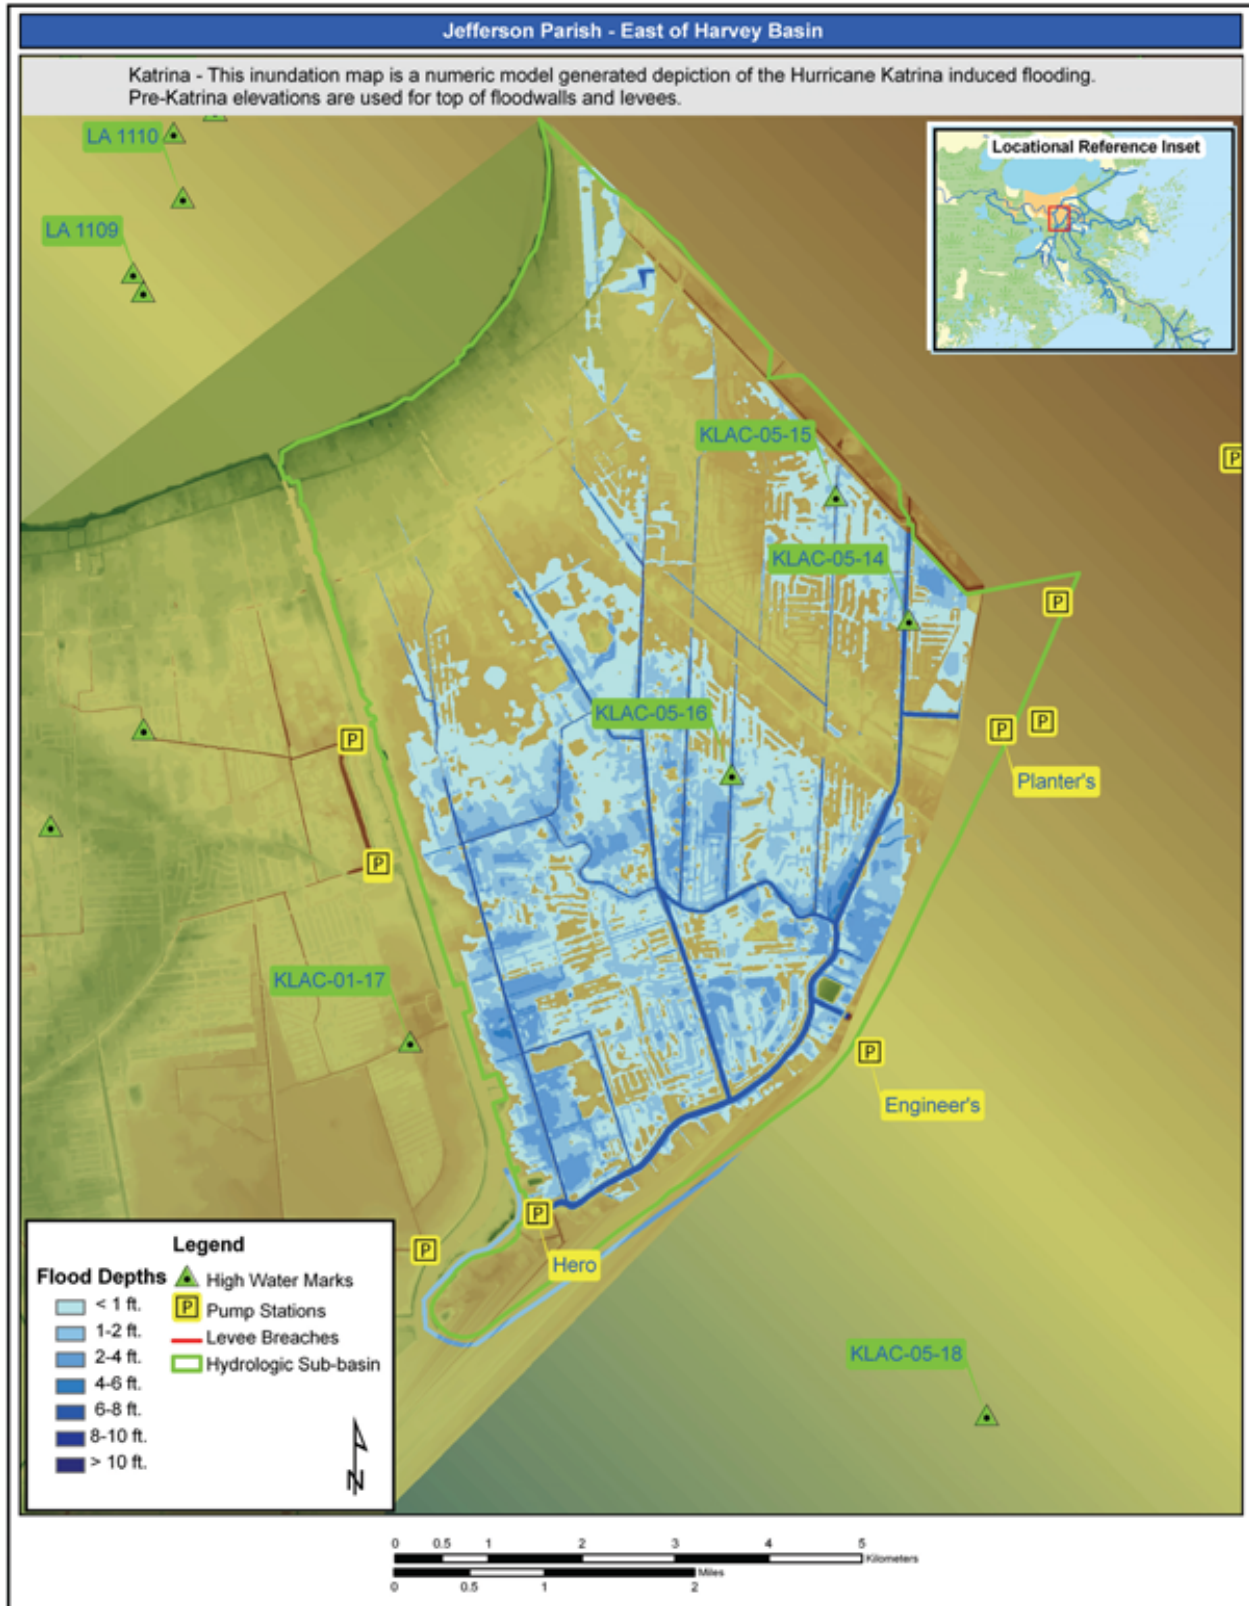 Jefferson Parish - East of Harvey Basin
Katrina - This inundation map is a numeric model generated depiction of the Hurricane Katrina induced flooding.
Pre-Katrina elevations are used for top of floodwalls and levees.
Locational Reference Inset
LA 1110
LA 1109
KLAC-05-15
P
KLAC-05-14
P
KLAC-05-16
P
P
P
Planter's
P
KLAC-01-17
P
Engineer's
P
P
Hero
KLAC-05-18
Legend
Flood Depths
< 1 ft.
1-2 ft.
2-4 ft.
4-6 ft.
6-8 ft.
8-10 ft.
> 10 ft.
High Water Marks
P Pump Stations
Levee Breaches
Hydrologic Sub-basin
N
0 0.5 1 2 3 4 5
Kilometers
Miles
0 0.5 1 2